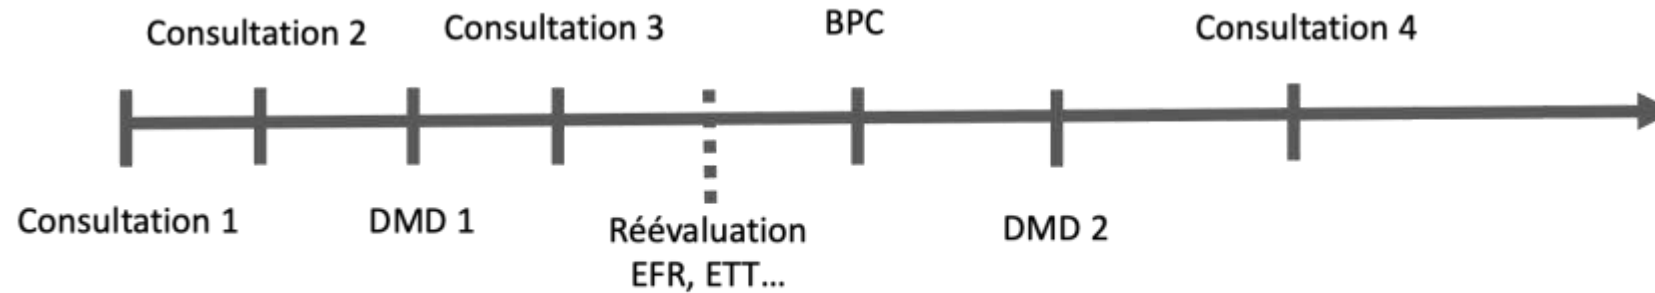 Consultation 2
Consultation 3
BPC
Consultation 4
Consultation 1
DMD 1
Réévaluation
EFR, ETT...
DMD 2